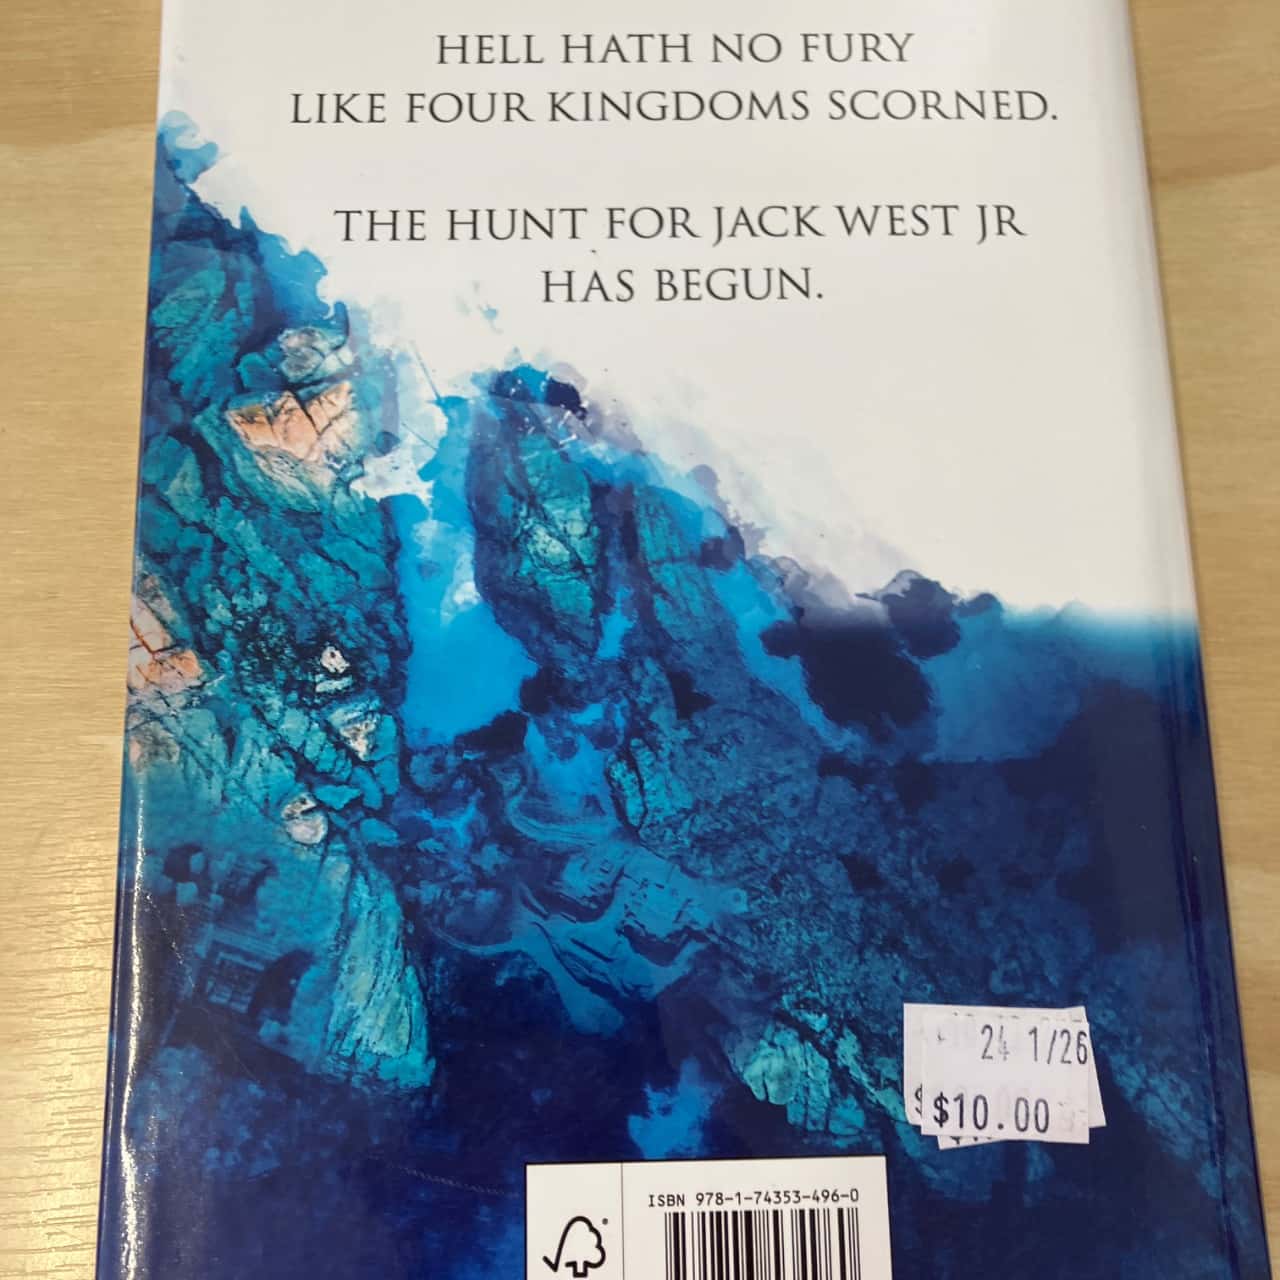 HELL HATH NO FURY
LIKE FOUR KINGDOMS SCORNED.
THE HUNT FOR JACK WEST JR
HAS BEGUN.
24 1/26
$10.00
ISBN 978-1-74353-496-0